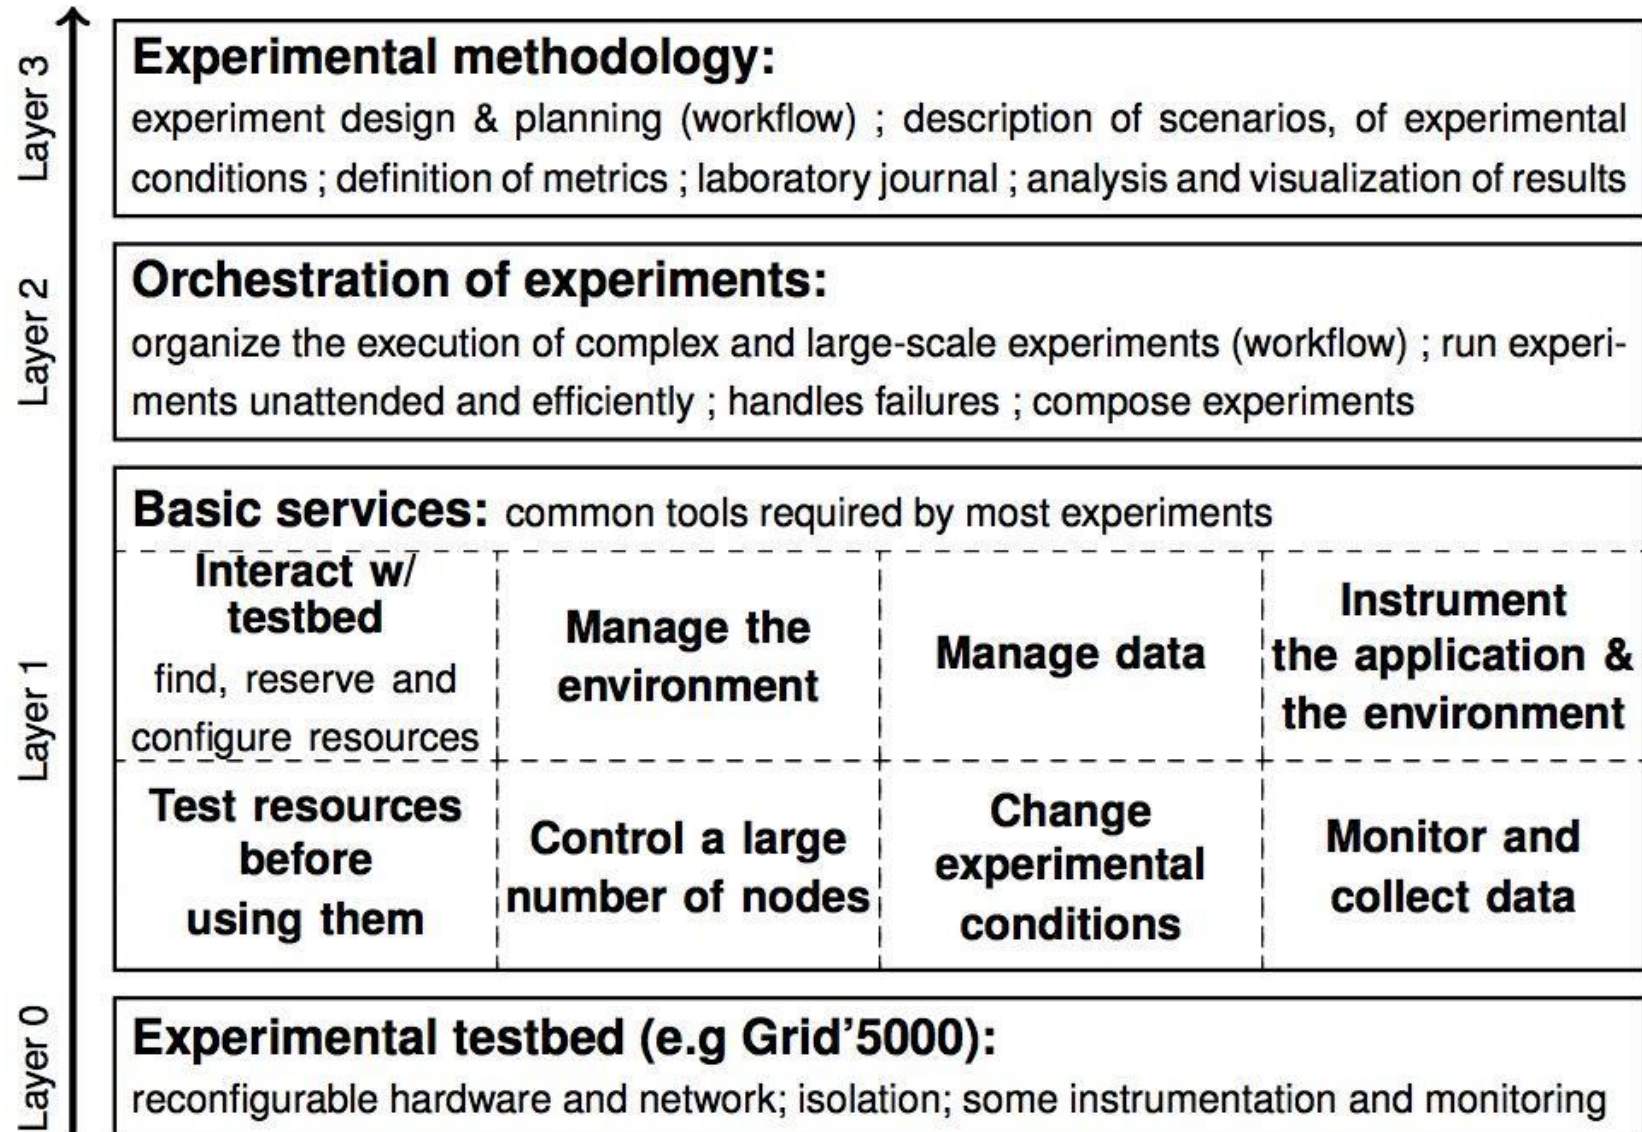 Layer 3
Experimental methodology:
experiment design & planning (workflow) ; description of scenarios, of experimental
conditions ; definition of metrics ; laboratory journal ; analysis and visualization of results
Layer 2
Orchestration of experiments:
organize the execution of complex and large-scale experiments (workflow) ; run experi-
ments unattended and efficiently ; handles failures ; compose experiments
Layer 1
Basic services: common tools required by most experiments
Interact w/
testbed
find, reserve and
configure resources
Manage the
environment
Manage data
Instrument
the application &
the environment
Test resources
before
using them
Control a large
number of nodes
Change
experimental
conditions
Monitor and
collect data
Layer 0
Experimental testbed (e.g Grid’5000):
reconfigurable hardware and network; isolation; some instrumentation and monitoring